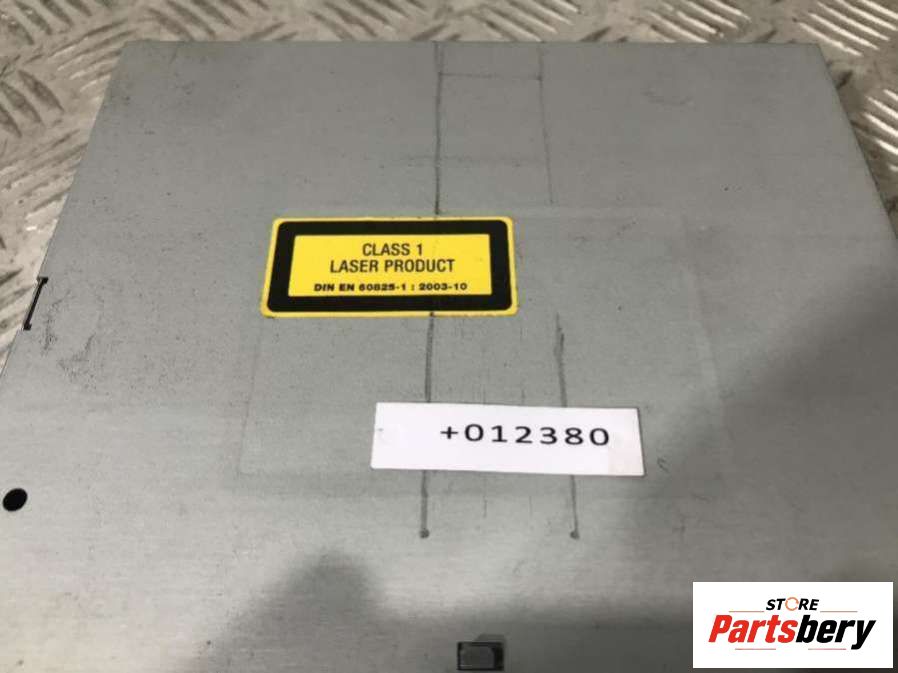 CLASS 1
LASER PRODUCT
DIN EN 60825-1 : 2003-10
+012380
STORE
Partsbery